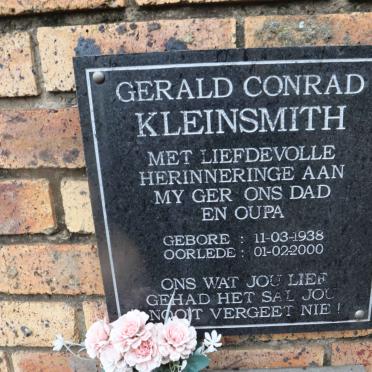 GERALD CONRAD
KLEINSMITH
MET LIEFDEVOLLE
HERINNERINGE AAN
MY GER ONS DAD
EN OUPA
GEBORE : 11-03-1938
OORLEDE : 01-02-2000
ONS WAT JOU LIEF
GEHAD HET SAL JOU
NOOIT VERGEET NIE !